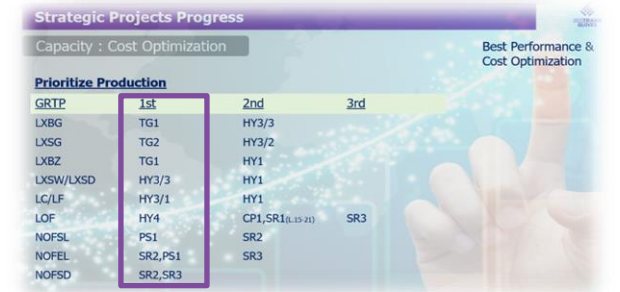 Strategic Projects Progress
Capacity : Cost Optimization
Best Performance &
Cost Optimization
Prioritize Production
GRTP 1st 2nd 3rd
LXBG TG1 HY3/3
LXSG TG2 HY3/2
LXBZ TG1 HY1
LXSW/LXSD HY3/3 HY1
LC/LF HY3/1 HY1
LOF HY4 CP1,SR1(L.15-21) SR3
NOFSL PS1 SR2
NOFEL SR2,PS1 SR3
NOFSD SR2,SR3